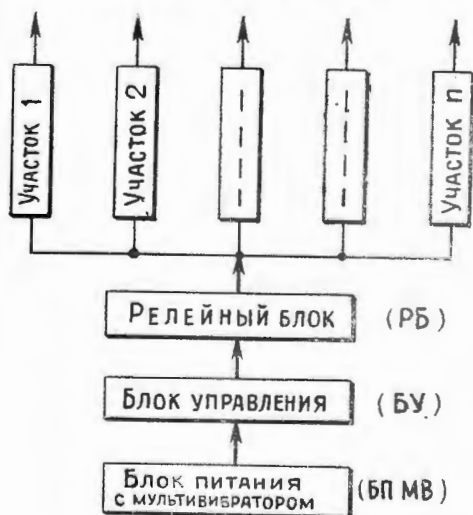 Участок 1
Участок 2
Участок n
Релейный блок (РБ)
Блок управления (БУ)
Блок питания
с мультивибратором (БП МВ)